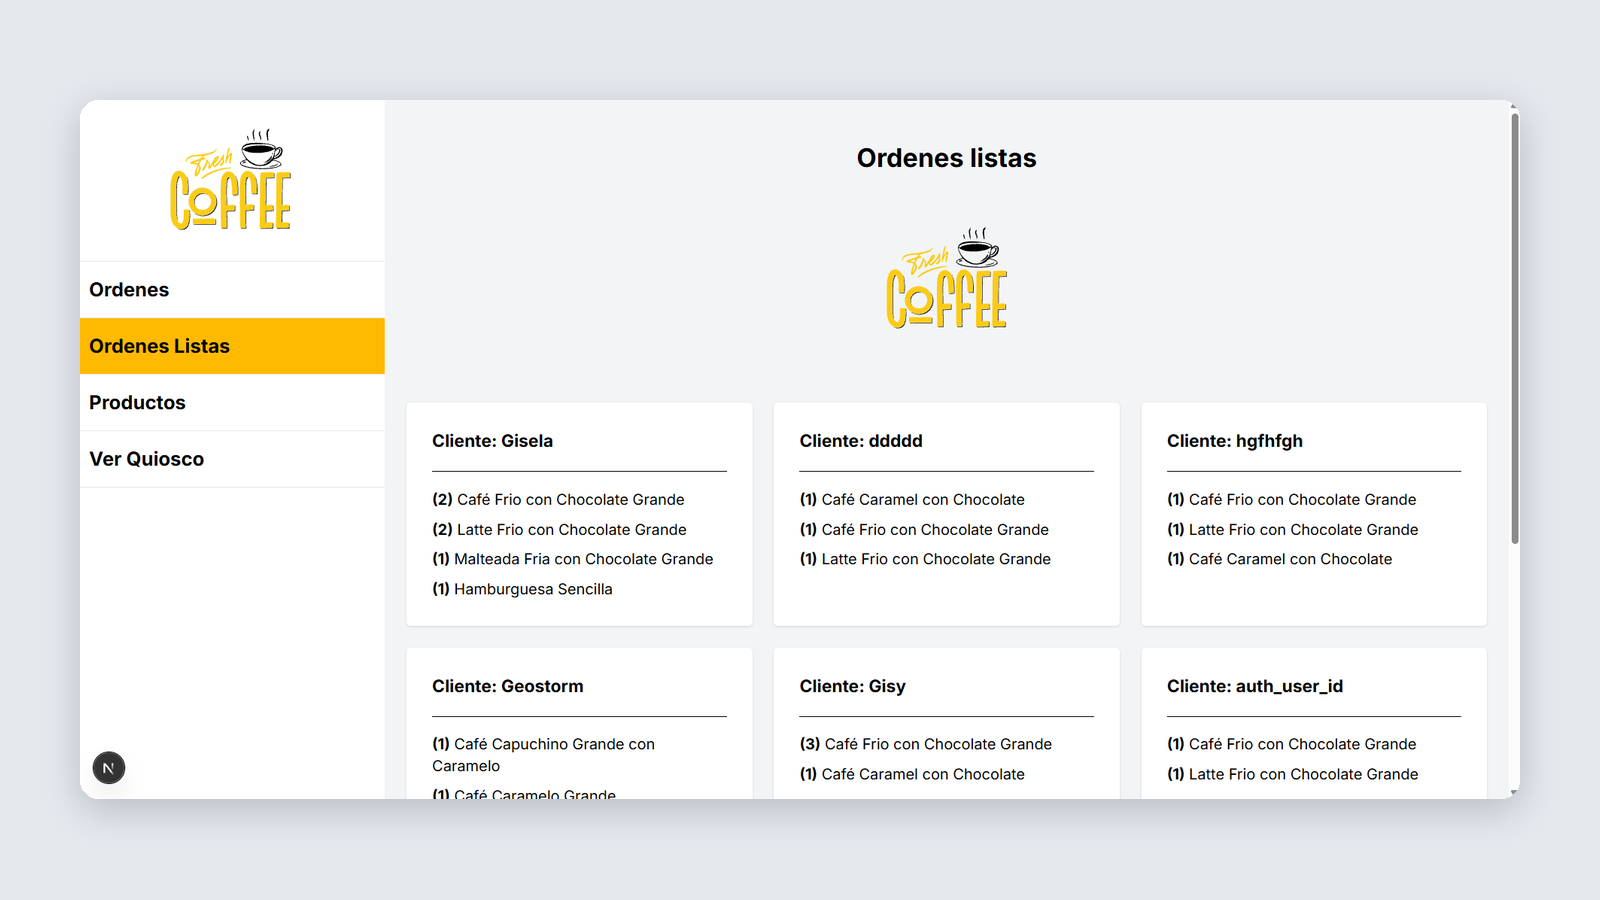 Fresh
COFFEE
Ordenes
Ordenes Listas
Productos
Ver Quiosco
N
Ordenes listas
Fresh
COFFEE
Cliente: Gisela
(2) Café Frio con Chocolate Grande
(2) Latte Frio con Chocolate Grande
(1) Malteada Fria con Chocolate Grande
(1) Hamburguesa Sencilla
Cliente: ddddd
(1) Café Caramel con Chocolate
(1) Café Frio con Chocolate Grande
(1) Latte Frio con Chocolate Grande
Cliente: hgfhfgh
(1) Café Frio con Chocolate Grande
(1) Latte Frio con Chocolate Grande
(1) Café Caramel con Chocolate
Cliente: Geostorm
(1) Café Capuchino Grande con
Caramelo
(1) Café Caramelo Grande
Cliente: Gisy
(3) Café Frio con Chocolate Grande
(1) Café Caramel con Chocolate
Cliente: auth_user_id
(1) Café Frio con Chocolate Grande
(1) Latte Frio con Chocolate Grande